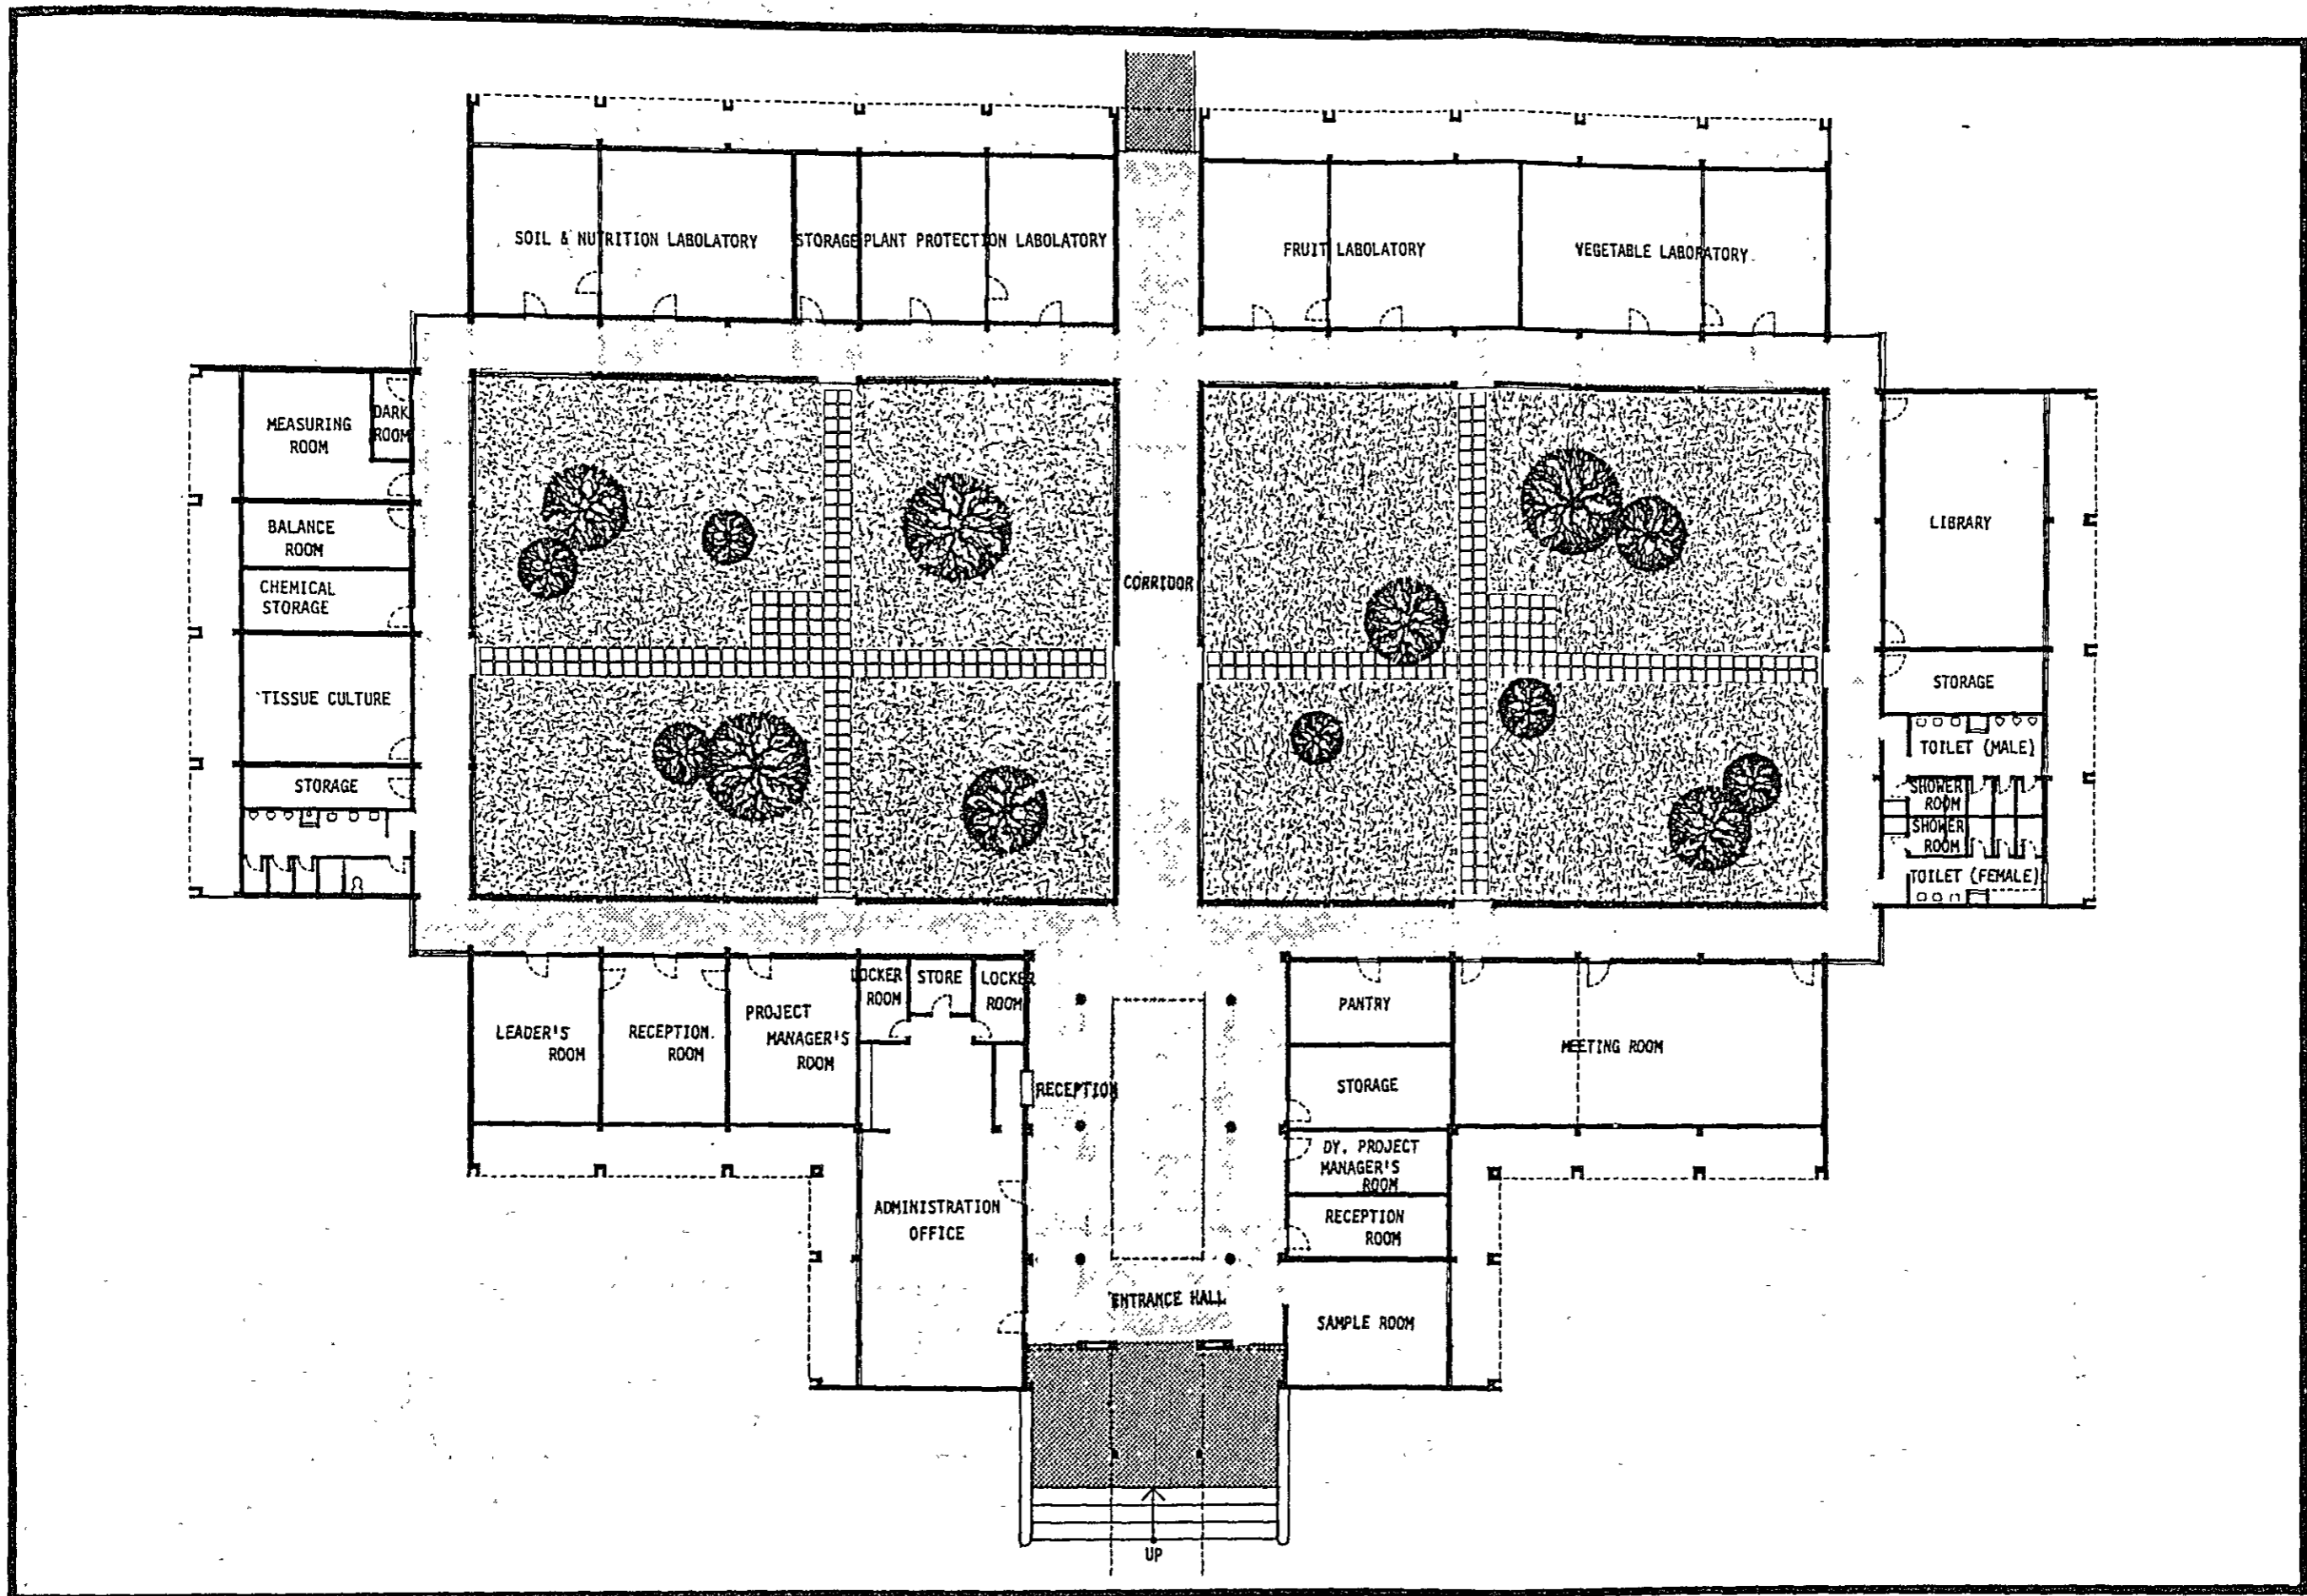 SOIL & NUTRITION LABOLATORY
STORAGE
PLANT PROTECTION LABOLATORY
FRUIT LABOLATORY
VEGETABLE LABORATORY
MEASURING
ROOM
DARK
ROOM
BALANCE
ROOM
CHEMICAL
STORAGE
TISSUE CULTURE
STORAGE
CORRIDOR
LIBRARY
STORAGE
TOILET (MALE)
SHOWER
ROOM
SHOWER
ROOM
TOILET (FEMALE)
LEADER'S
ROOM
RECEPTION
ROOM
PROJECT
MANAGER'S
ROOM
LOCKER
ROOM
STORE
LOCKER
ROOM
RECEPTION
ADMINISTRATION
OFFICE
ENTRANCE HALL
PANTRY
STORAGE
DY. PROJECT
MANAGER'S
ROOM
RECEPTION
ROOM
SAMPLE ROOM
MEETING ROOM
UP